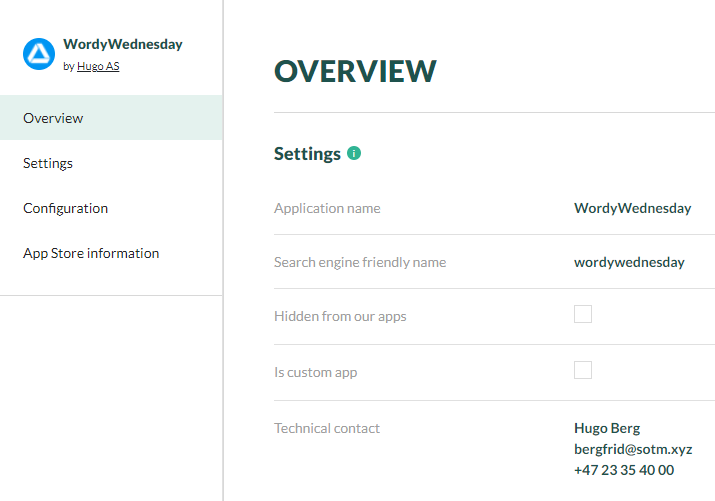 WordyWednesday
by Hugo AS
Overview
Settings
Configuration
App Store information
OVERVIEW
Settings
Application name WordyWednesday
Search engine friendly name wordywednesday
Hidden from our apps
Is custom app
Technical contact Hugo Berg
bergfrid@sotm.xyz
+47 23 35 40 00